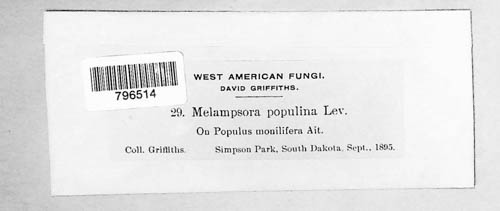 796514
WEST AMERICAN FUNGI.
DAVID GRIFFITHS.
29. Melampsora populina Lev.
On Populus monilifera Ait.
Coll. Griffiths. Simpson Park, South Dakota. Sept., 1895.